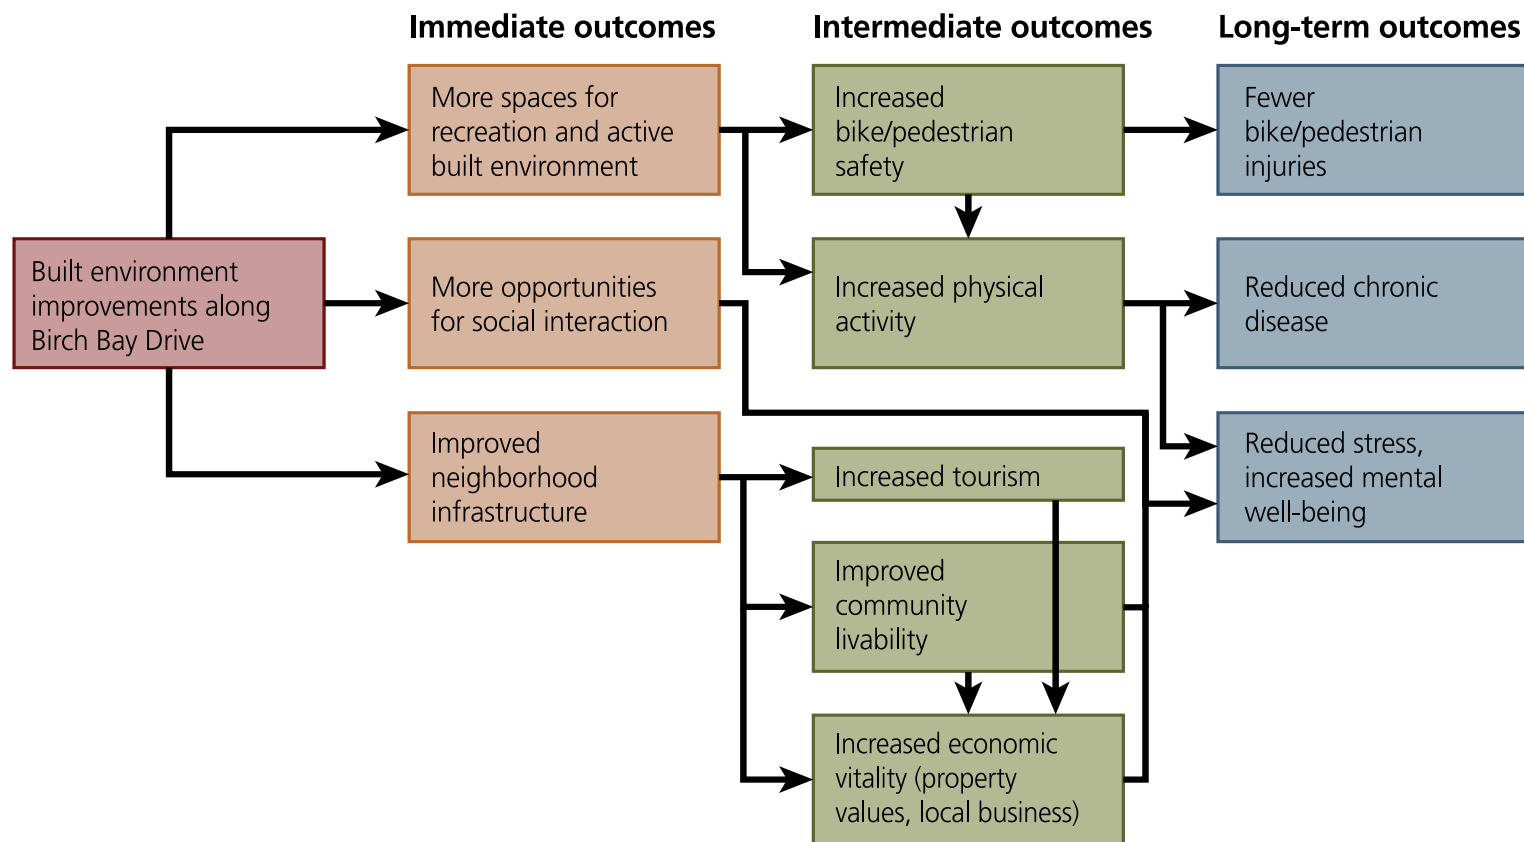 Immediate outcomes
Intermediate outcomes
Long-term outcomes
Built environment
improvements along
Birch Bay Drive
More spaces for
recreation and active
built environment
More opportunities
for social interaction
Improved
neighborhood
infrastructure
Increased
bike/pedestrian
safety
Increased physical
activity
Increased tourism
Improved
community
livability
Increased economic
vitality (property
values, local business)
Fewer
bike/pedestrian
injuries
Reduced chronic
disease
Reduced stress,
increased mental
well-being